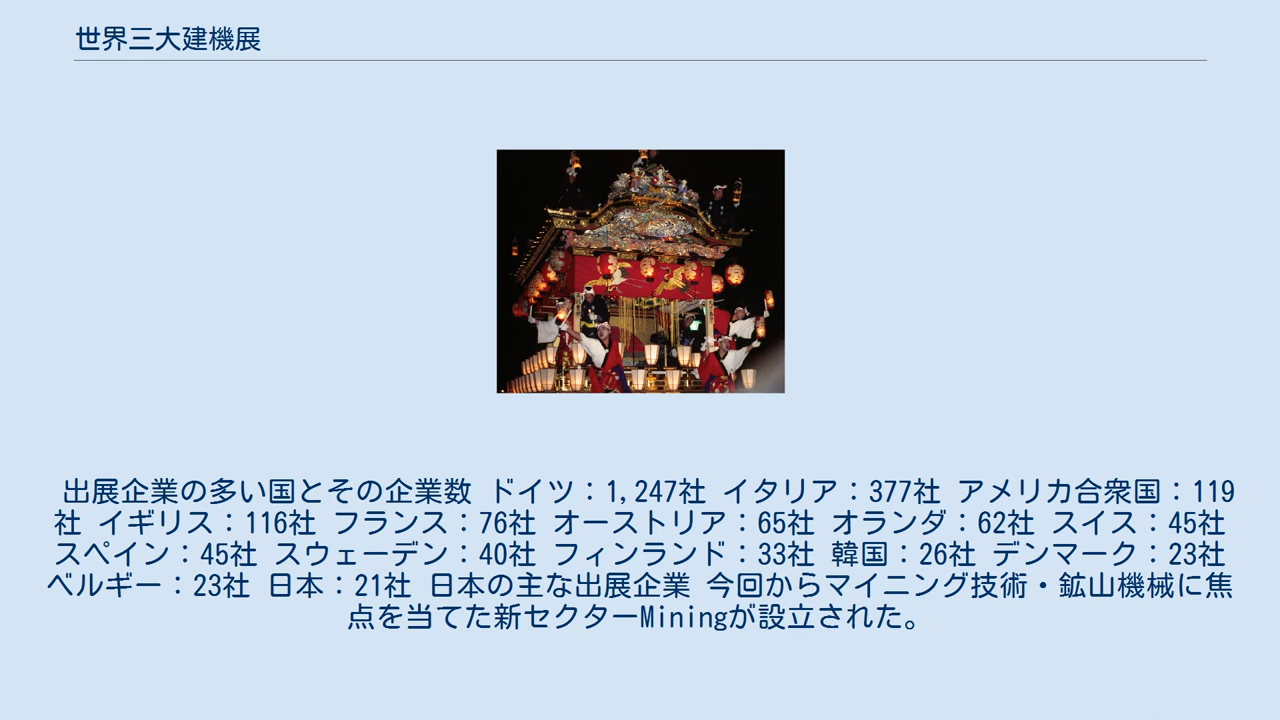 世界三大建機展
出展企業の多い国とその企業数 ドイツ：1,247社 イタリア：377社 アメリカ合衆国：119
社 イギリス：116社 フランス：76社 オーストリア：65社 オランダ：62社 スイス：45社
スペイン：45社 スウェーデン：40社 フィンランド：33社 韓国：26社 デンマーク：23社
ベルギー：23社 日本：21社 日本の主な出展企業 今回からマイニング技術・鉱山機械に焦
点を当てた新セクターMiningが設立された。